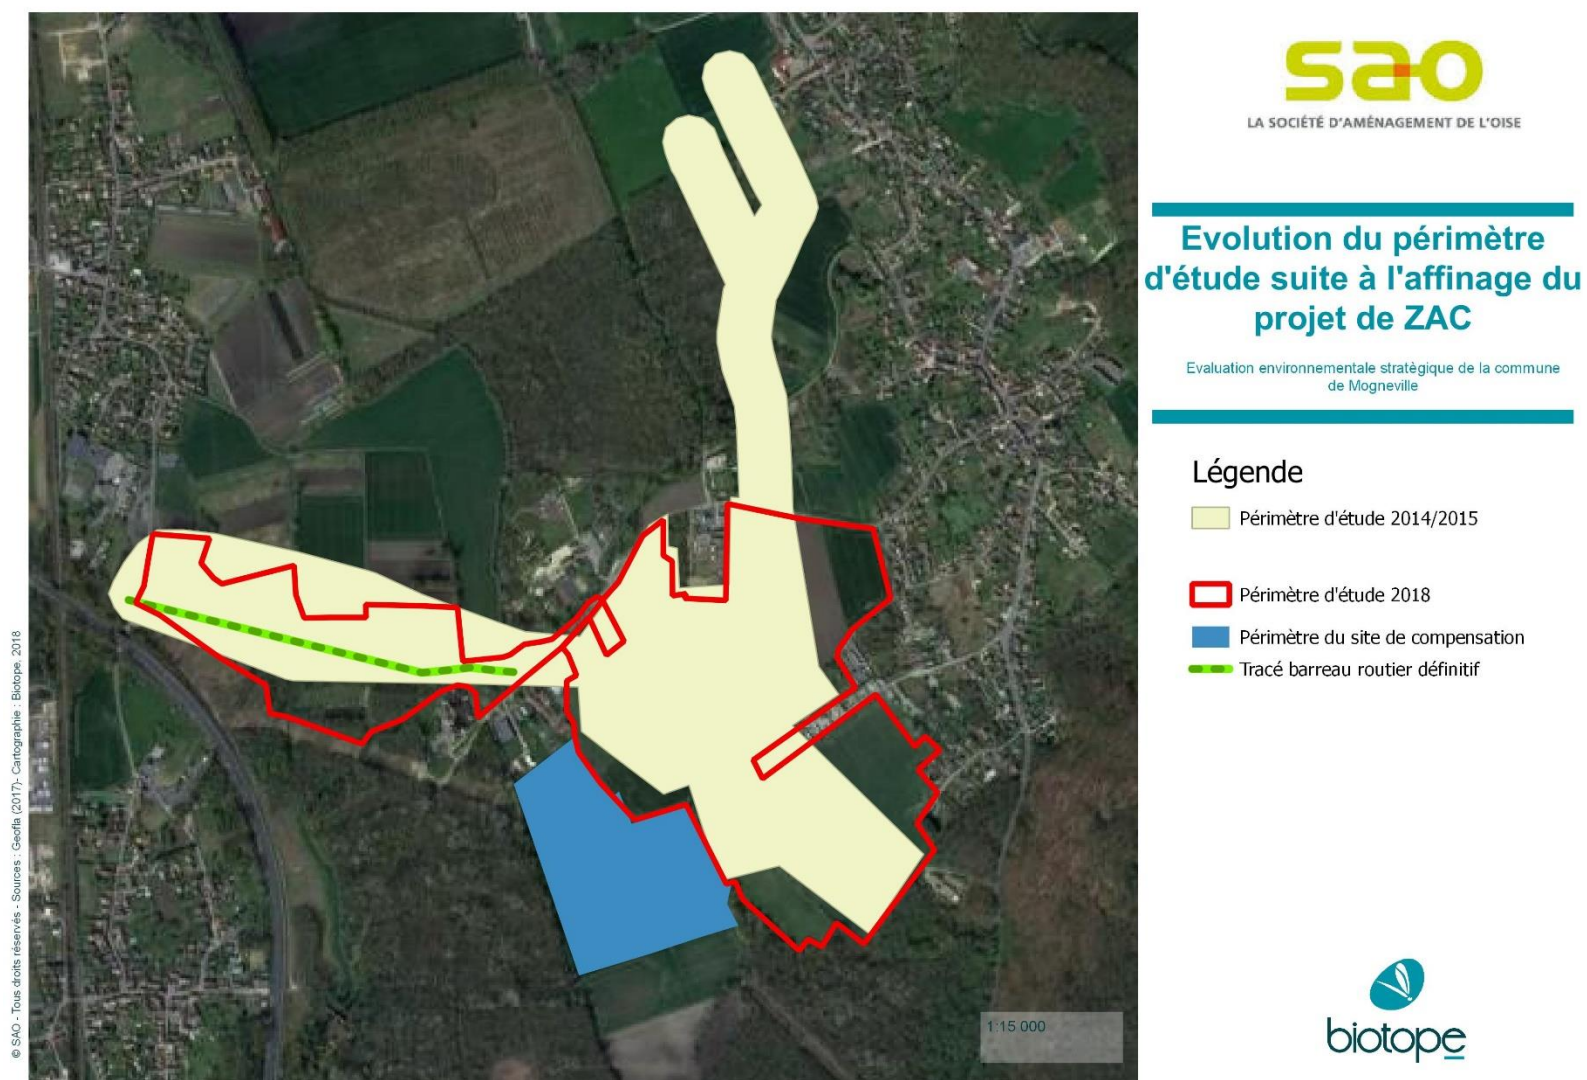 sao
LA SOCIÉTÉ D'AMÉNAGEMENT DE L'OISE
Evolution du périmètre
d'étude suite à l'affinage du
projet de ZAC
Evaluation environnementale stratégique de la commune
de Mogneville
Légende
Périmètre d'étude 2014/2015
Périmètre d'étude 2018
Périmètre du site de compensation
Tracé barreau routier définitif
1:15 000
© SAO - Tous droits réservés - Sources : Geofla (2017)- Cartographie : Biotope, 2018
biotope